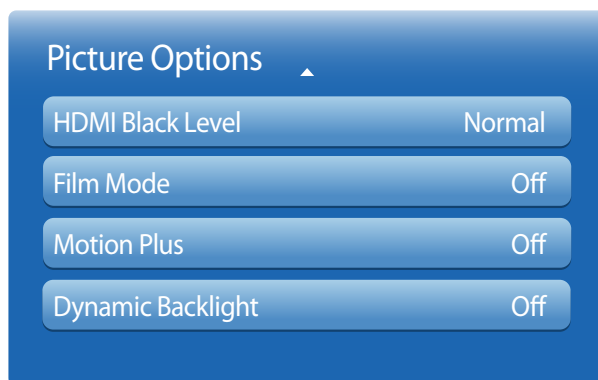 Picture Options
HDMI Black Level Normal
Film Mode Off
Motion Plus Off
Dynamic Backlight Off